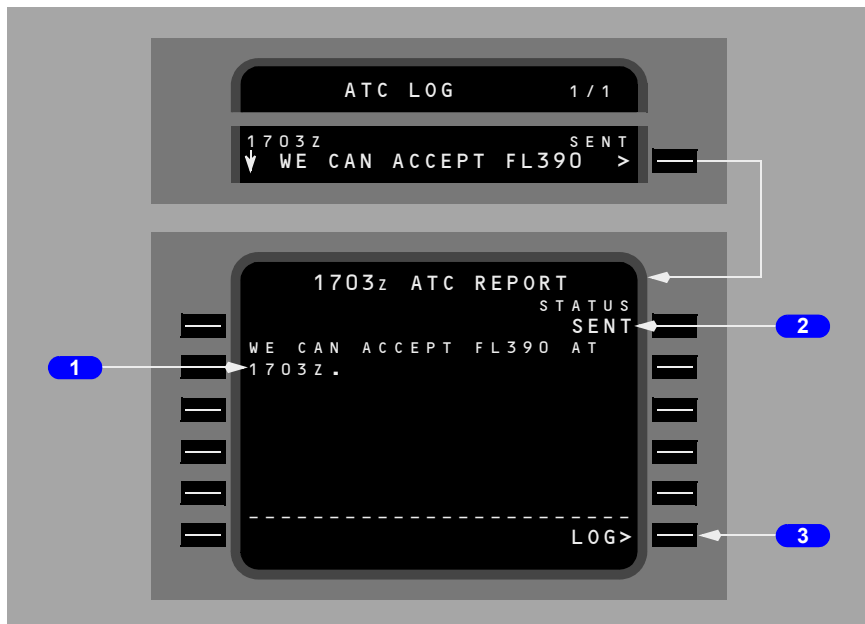 ATC LOG 1/1
1703z SENT
↓ WE CAN ACCEPT FL390 >
1703z ATC REPORT
STATUS
SENT
2
WE CAN ACCEPT FL390 AT
1
1703z.
--------------------------
LOG>
3